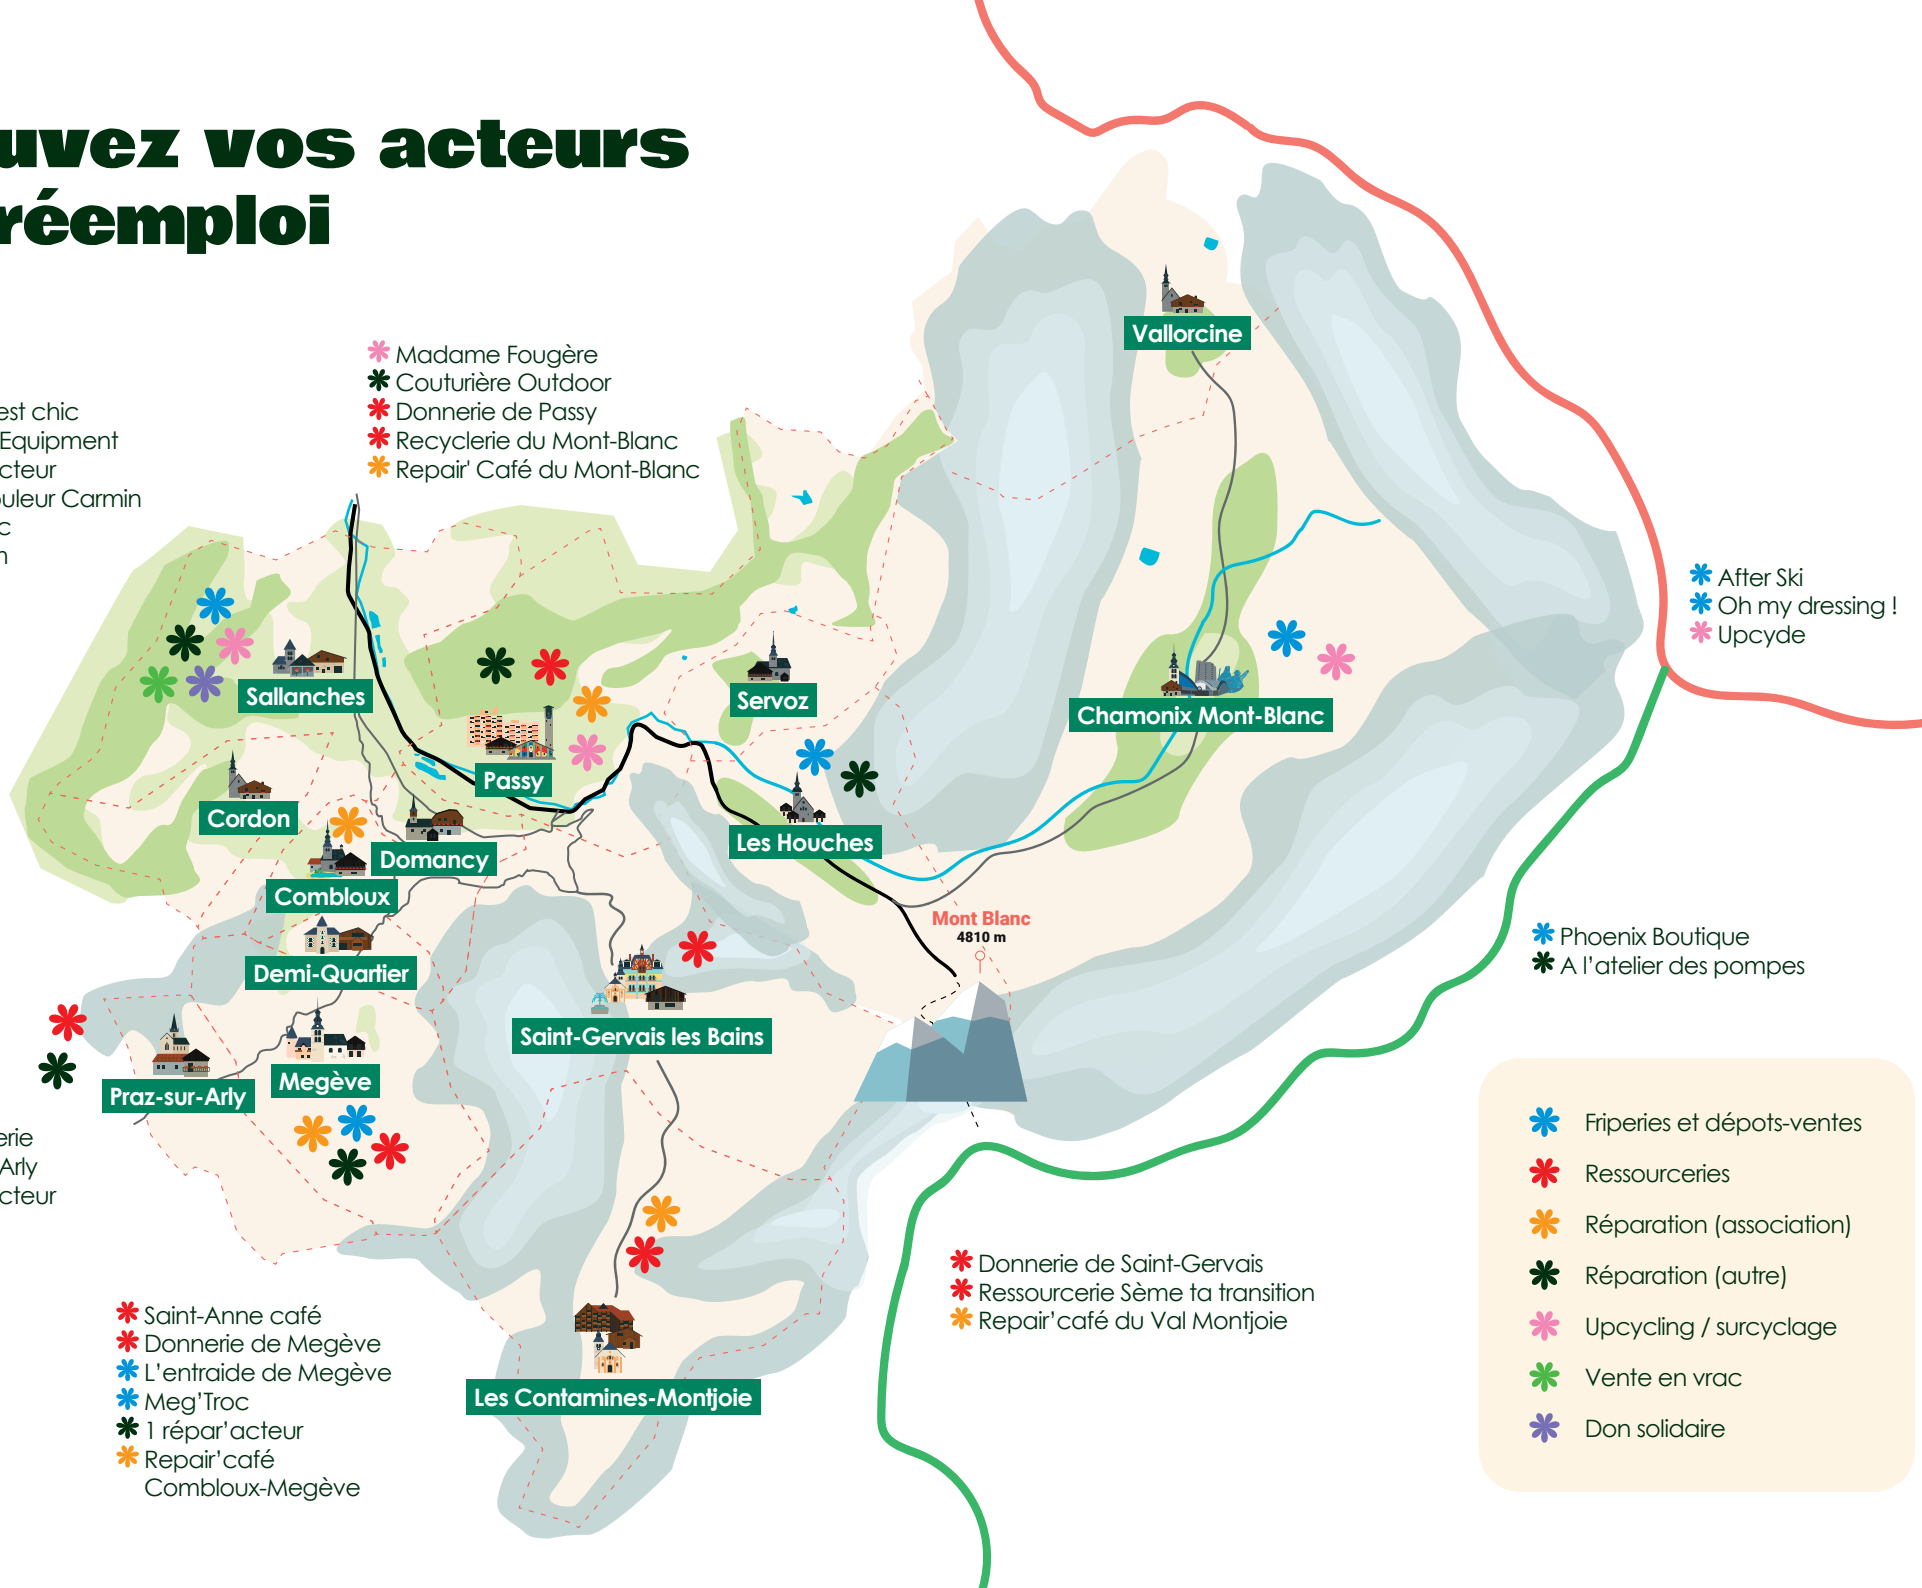 uvez vos acteurs
réemploi
Madame Fougère
Couturière Outdoor
Donnerie de Passy
Recyclerie du Mont-Blanc
Repair' Café du Mont-Blanc
est chic
Equipment
cteur
uleur Carmin
c
Vallorcine
After Ski
Oh my dressing !
Upcyde
Sallanches
Servoz
Chamonix Mont-Blanc
Passy
Cordon
Les Houches
Domancy
Combloux
Mont Blanc
4810 m
Phoenix Boutique
A l'atelier des pompes
Demi-Quartier
Saint-Gervais les Bains
Megève
Praz-sur-Arly
erie
Arly
cteur
Friperies et dépots-ventes
Ressourceries
Réparation (association)
Réparation (autre)
Upcycling / surcyclage
Vente en vrac
Don solidaire
Donnerie de Saint-Gervais
Ressourcerie Sème ta transition
Repair'café du Val Montjoie
Saint-Anne café
Donnerie de Megève
L'entraide de Megève
Meg'Troc
1 répar'acteur
Repair'café
Combloux-Megève
Les Contamines-Montjoie